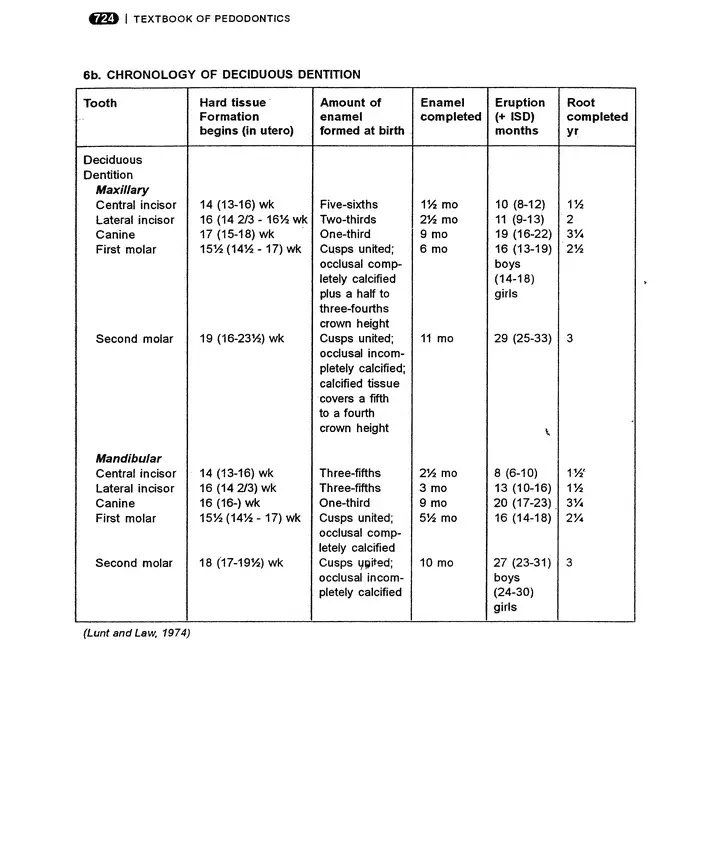 724 | TEXTBOOK OF PEDODONTICS
6b. CHRONOLOGY OF DECIDUOUS DENTITION
Tooth Hard tissue Amount of Enamel Eruption Root
Formation enamel completed (+ ISD) completed
begins (in utero) formed at birth months yr
Deciduous
Dentition
Maxillary
Central incisor 14 (13-16) wk Five-sixths 1½ mo 10 (8-12) 1½
Lateral incisor 16 (14 2/3 - 16½ wk Two-thirds 2½ mo 11 (9-13) 2
Canine 17 (15-18) wk One-third 9 mo 19 (16-22) 3¼
First molar 15½ (14½ - 17) wk Cusps united; 6 mo 16 (13-19) 2½
occlusal comp- boys
letely calcified (14-18)
plus a half to girls
three-fourths
crown height
Second molar 19 (16-23½) wk Cusps united; 11 mo 29 (25-33) 3
occlusal incom-
pletely calcified;
calcified tissue
covers a fifth
to a fourth
crown height
Mandibular
Central incisor 14 (13-16) wk Three-fifths 2½ mo 8 (6-10) 1½
Lateral incisor 16 (14 2/3) wk Three-fifths 3 mo 13 (10-16) 1½
Canine 16 (16-) wk One-third 9 mo 20 (17-23) 3¼
First molar 15½ (14½ - 17) wk Cusps united; 5½ mo 16 (14-18) 2¼
occlusal comp-
letely calcified
Second molar 18 (17-19½) wk Cusps united; 10 mo 27 (23-31) 3
occlusal incom- boys
pletely calcified (24-30)
girls
(Lunt and Law, 1974)